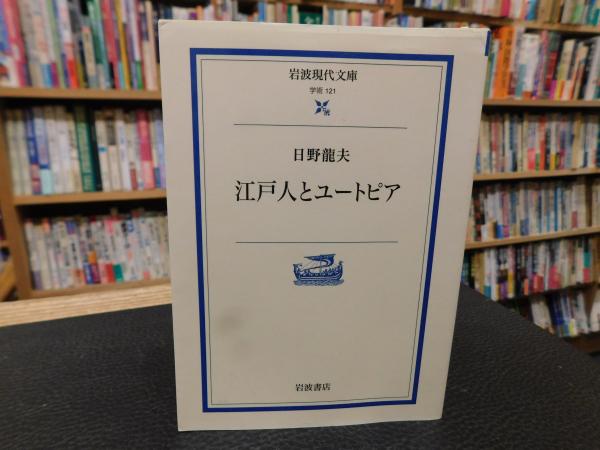 岩波現代文庫
学術 121
日野龍夫
江戸人とユートピア
岩波書店